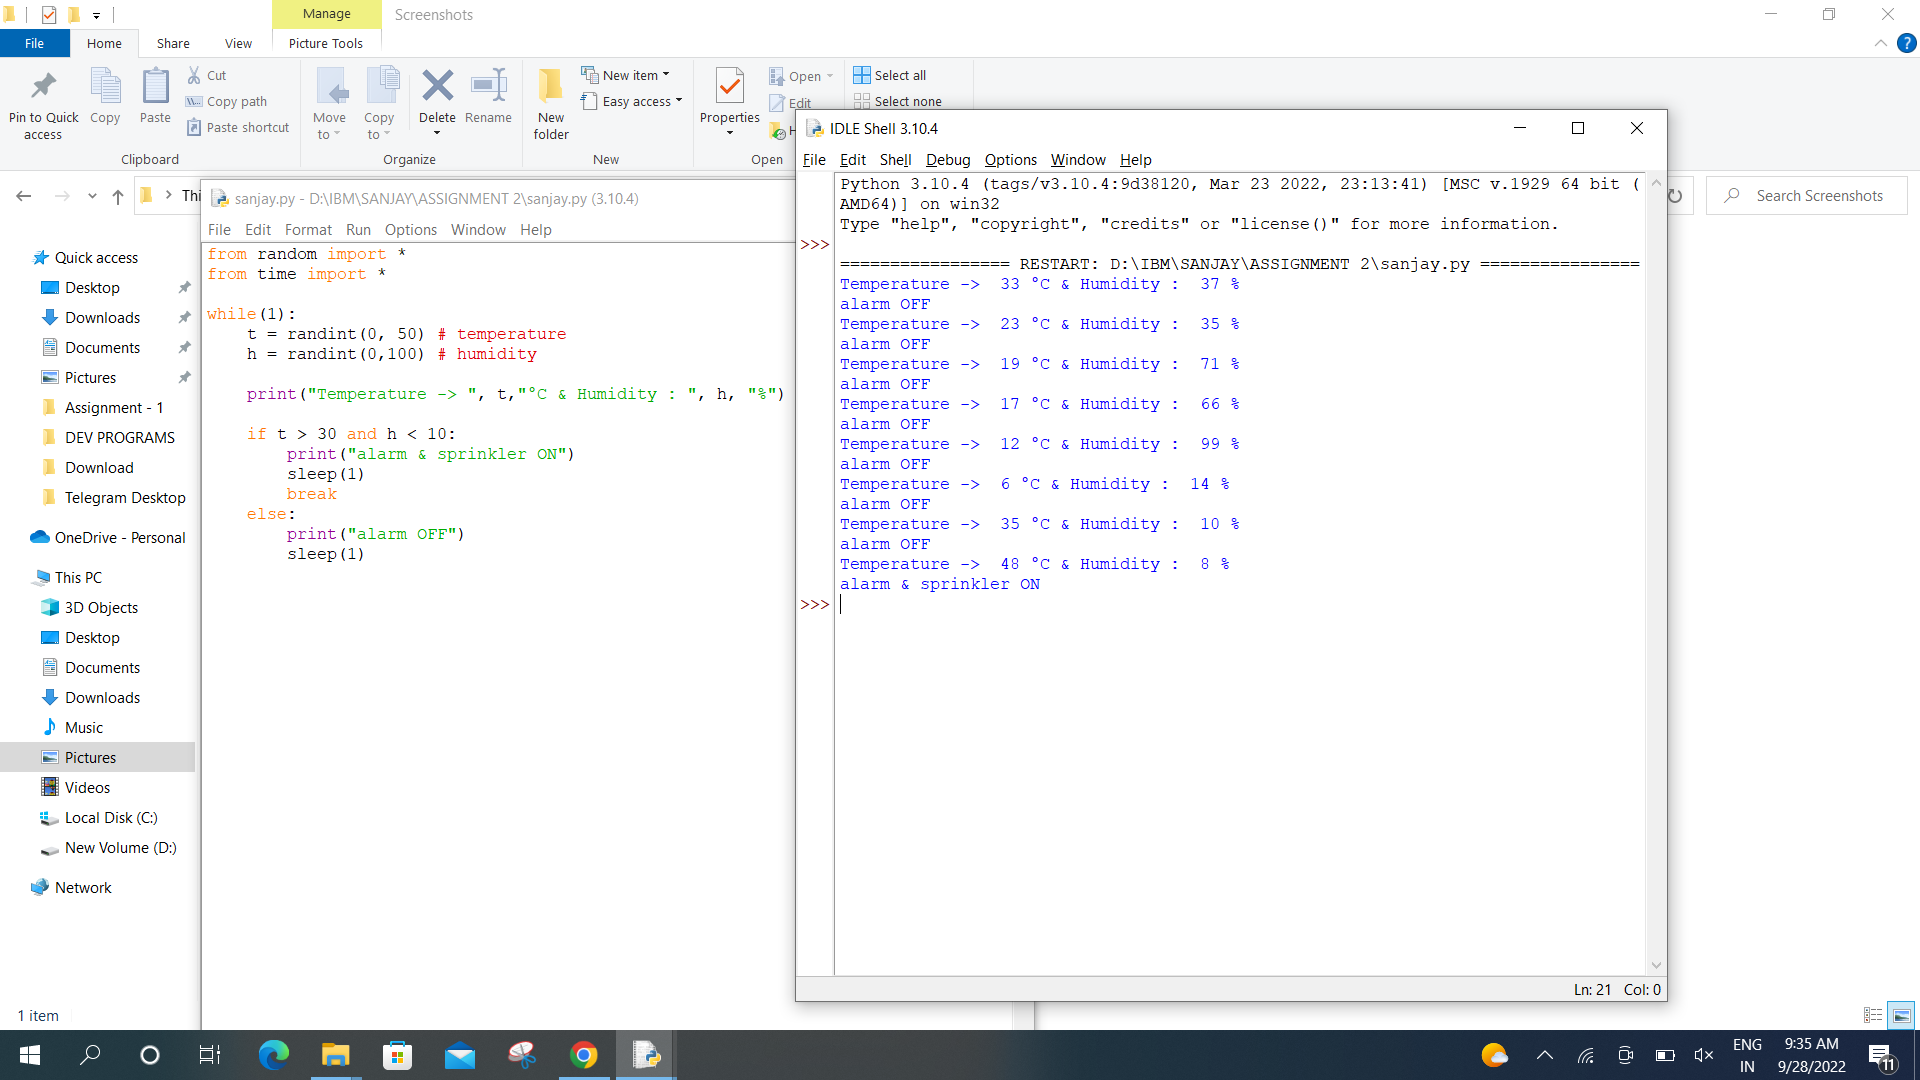 Manage
Screenshots
File
Home
Share
View
Picture Tools
?
Pin to Quick access
Copy
Paste
Cut
Copy path
Paste shortcut
Clipboard
Move to
Copy to
Delete
Rename
Organize
New folder
New item
Easy access
New
Properties
Open
Edit
H
Open
Select all
Select none
Thi
Search Screenshots
Quick access
Desktop
Downloads
Documents
Pictures
Assignment - 1
DEV PROGRAMS
Download
Telegram Desktop
OneDrive - Personal
This PC
3D Objects
Desktop
Documents
Downloads
Music
Pictures
Videos
Local Disk (C:)
New Volume (D:)
Network
1 item
sanjay.py - D:\IBM\SANJAY\ASSIGNMENT 2\sanjay.py (3.10.4)
File Edit Format Run Options Window Help
from random import *
from time import *
while(1):
    t = randint(0, 50) # temperature
    h = randint(0,100) # humidity
    print("Temperature -> ", t,"°C & Humidity : ", h, "%")
    if t > 30 and h < 10:
        print("alarm & sprinkler ON")
        sleep(1)
        break
    else:
        print("alarm OFF")
        sleep(1)
IDLE Shell 3.10.4
File Edit Shell Debug Options Window Help
Python 3.10.4 (tags/v3.10.4:9d38120, Mar 23 2022, 23:13:41) [MSC v.1929 64 bit (
AMD64)] on win32
Type "help", "copyright", "credits" or "license()" for more information.
>>>
================= RESTART: D:\IBM\SANJAY\ASSIGNMENT 2\sanjay.py ================
Temperature ->  33 °C & Humidity :  37 %
alarm OFF
Temperature ->  23 °C & Humidity :  35 %
alarm OFF
Temperature ->  19 °C & Humidity :  71 %
alarm OFF
Temperature ->  17 °C & Humidity :  66 %
alarm OFF
Temperature ->  12 °C & Humidity :  99 %
alarm OFF
Temperature ->  6 °C & Humidity :  14 %
alarm OFF
Temperature ->  35 °C & Humidity :  10 %
alarm OFF
Temperature ->  48 °C & Humidity :  8 %
alarm & sprinkler ON
>>>
Ln: 21 Col: 0
ENG
IN
9:35 AM
9/28/2022
11